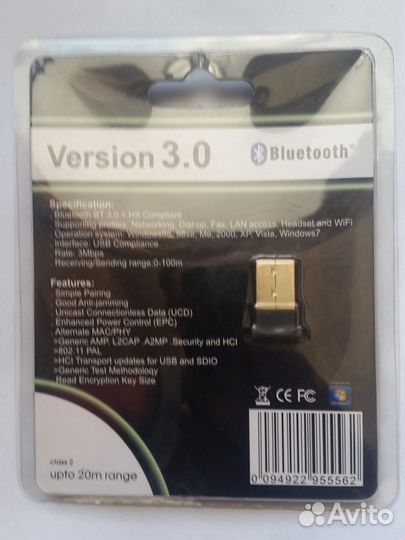 Version 3.0
Bluetooth®
Specification:
. Bluetooth BT 3.0 + HS Compliant
. Supporting profiles, Networking, Dial-up, Fax, LAN access, Headset and WiFi
. Operation system: Windows98, 98se, Me, 2000, XP, Vista, Windows7
. Interface: USB Compliance
. Rate: 3Mbps
. Receiving/Sending range:0-100m
Features:
. Simple Pairing
. Good Anti-jamming
. Unicast Connectionless Data (UCD)
. Enhanced Power Control (EPC)
. Alternate MAC/PHY
>Generic AMP, L2CAP ,A2MP ,Security and HCI
>802.11 PAL
>HCI Transport updates for USB and SDIO
>Generic Test Methodology
. Read Encryption Key Size
CE FC
class 2
upto 20m range
0 094922 955562
Avito